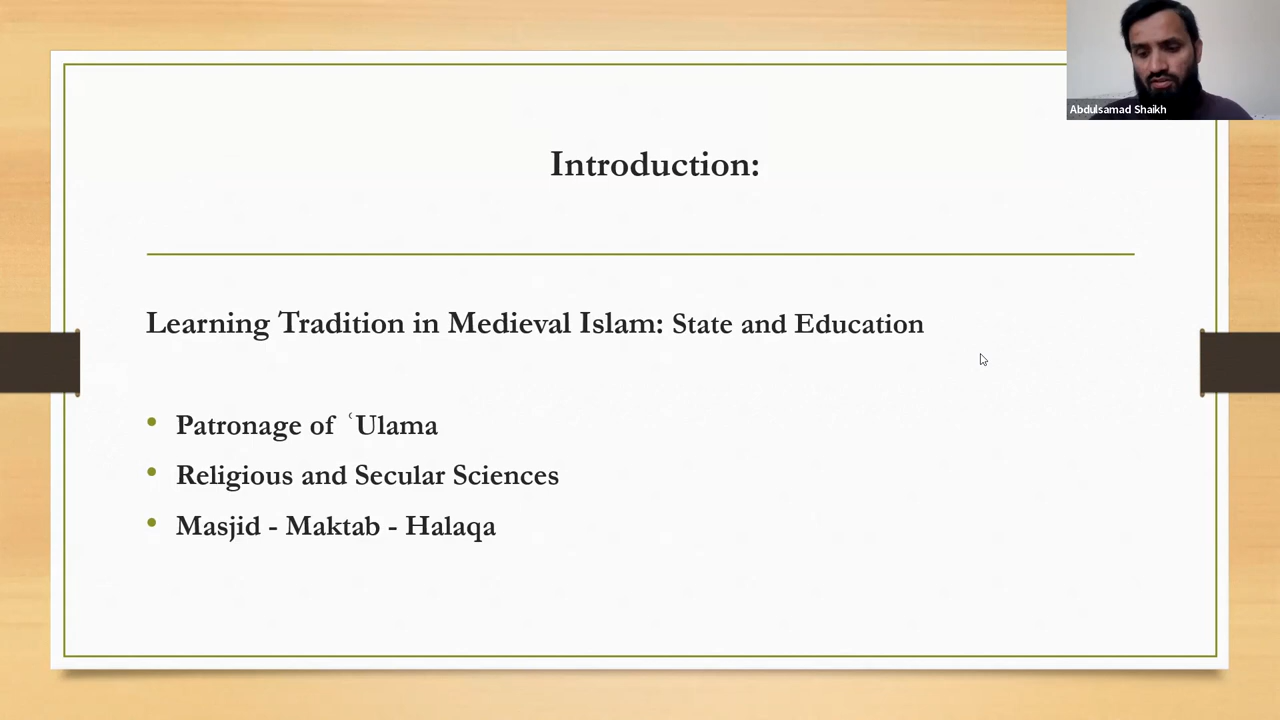 Abdulsamad Shaikh
Introduction:
Learning Tradition in Medieval Islam: State and Education
• Patronage of ʿUlama
• Religious and Secular Sciences
• Masjid - Maktab - Halaqa